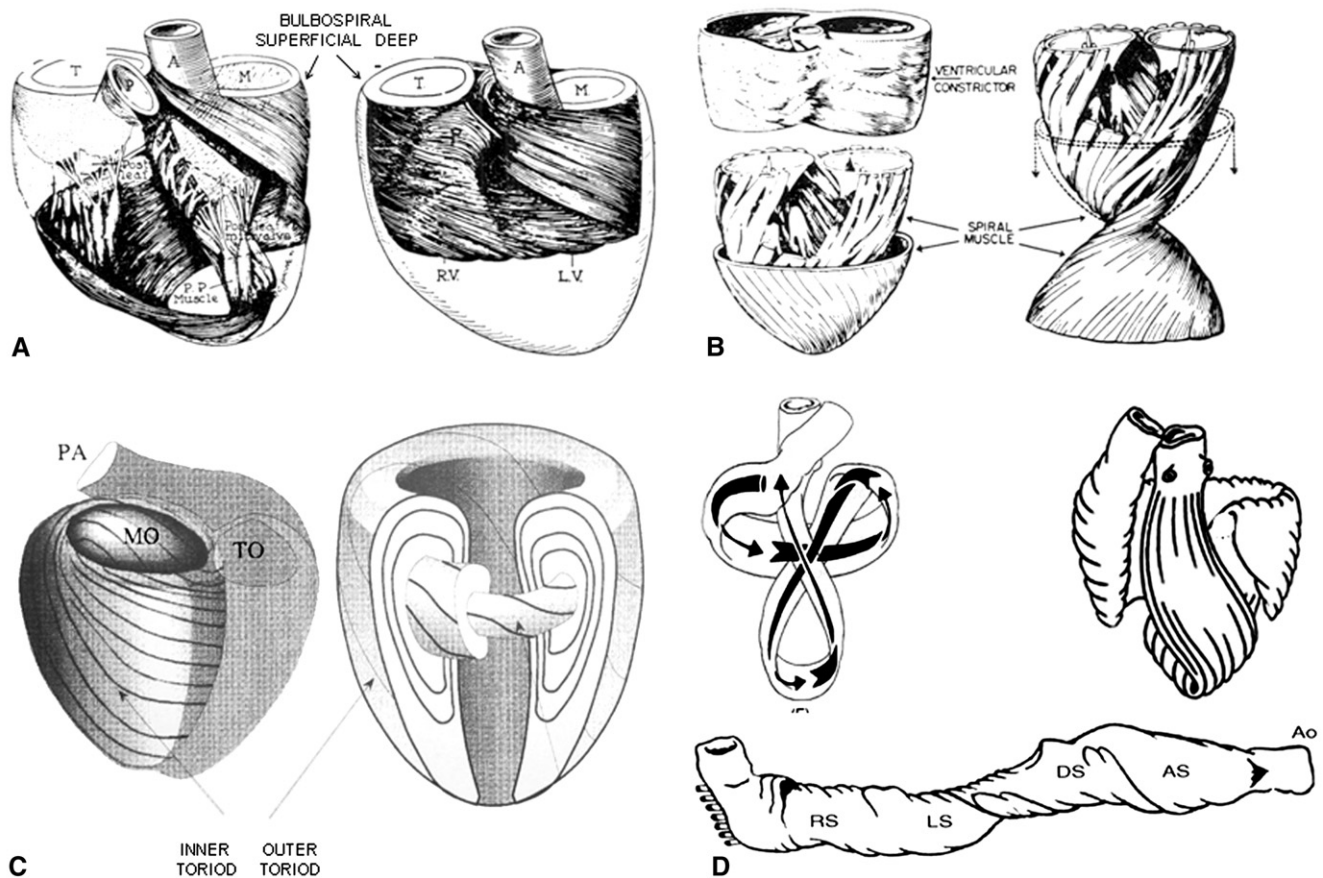 BULBOSPIRAL
SUPERFICIAL DEEP
T
P
A
M
P.P.
Muscle
A
T
A
M
R.V.
L.V.
B
VENTRICULAR
CONSTRICTOR
SPIRAL
MUSCLE
PA
MO
TO
INNER OUTER
TORIOD TORIOD
C
RS
LS
DS
AS
Ao
D